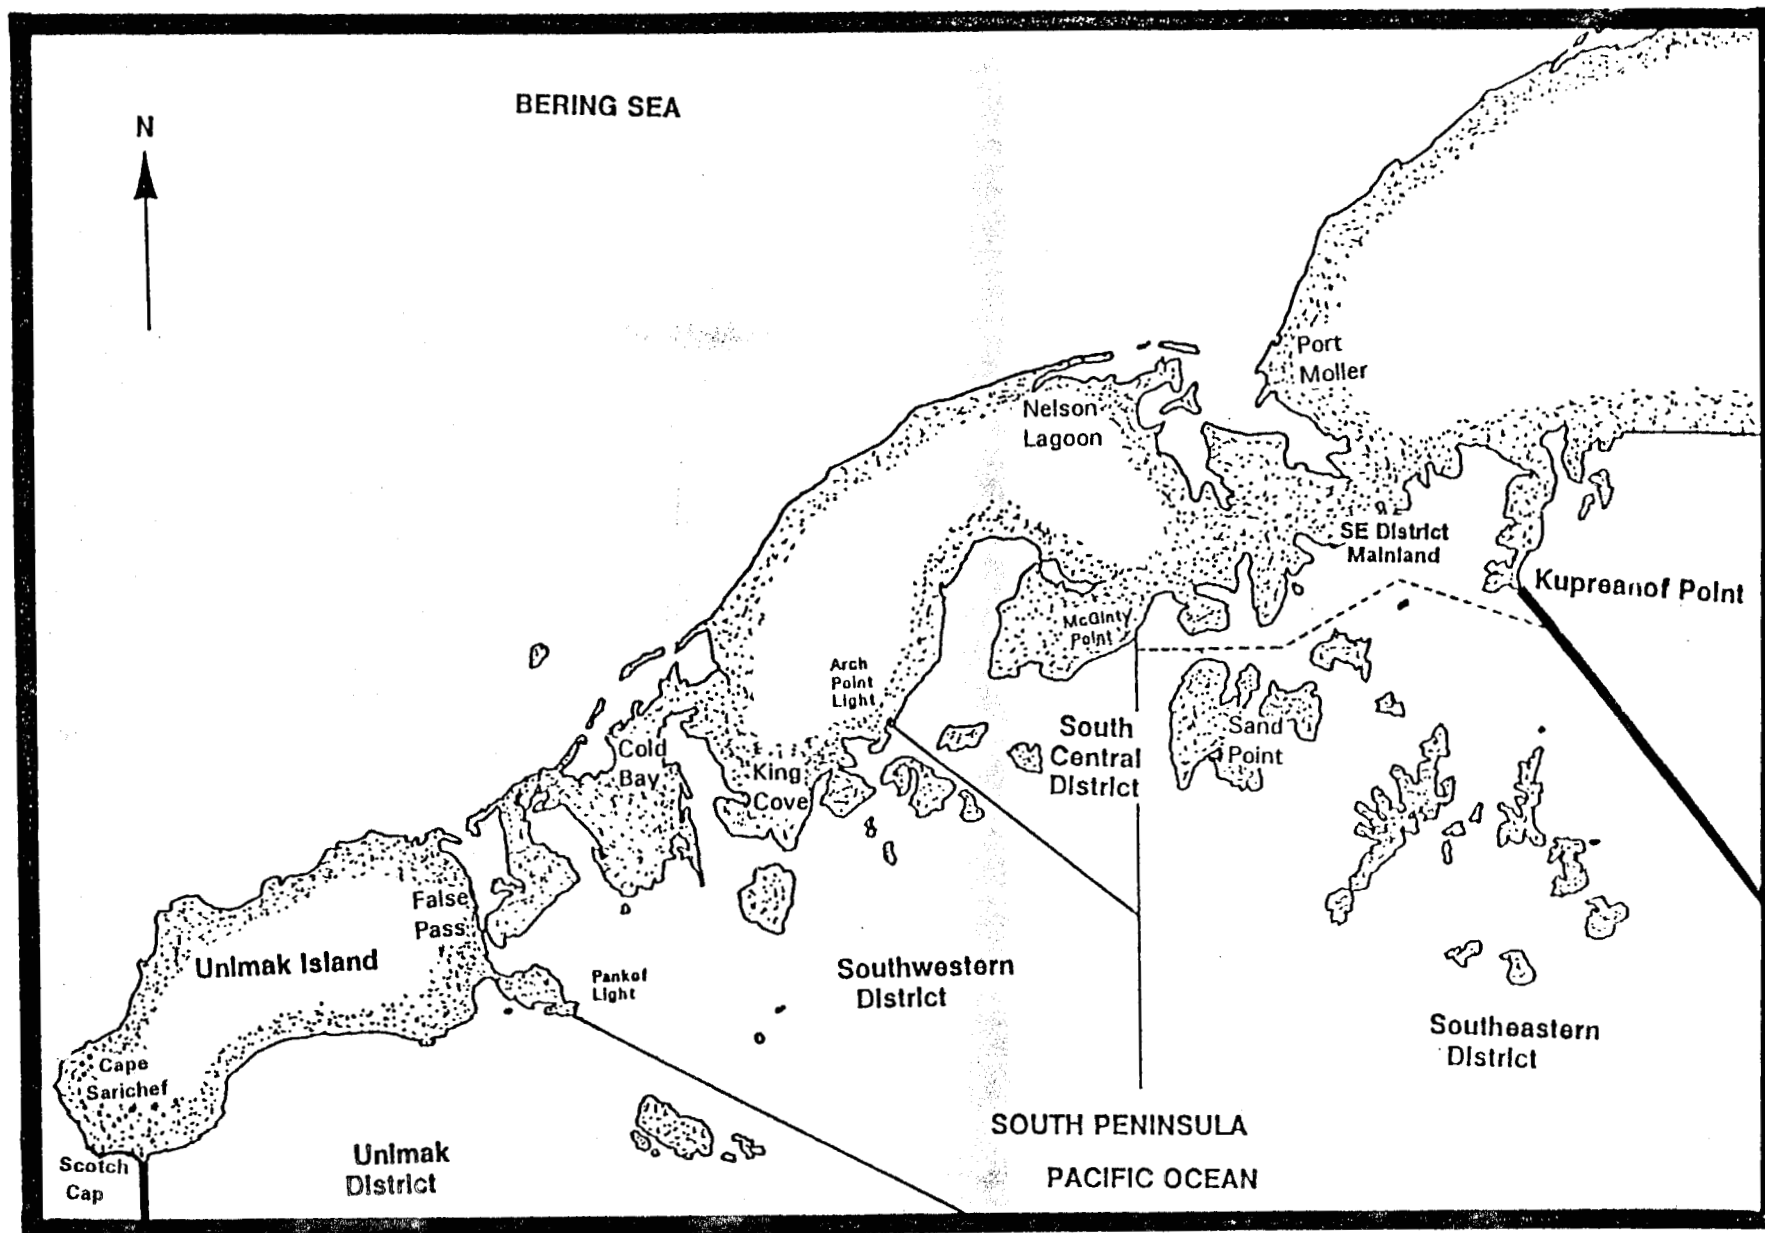 BERING SEA
N
Port
Moller
Nelson
Lagoon
SE District
Mainland
Kupreanof Point
McGinty
Point
Arch
Point
Light
South
Central
District
Sand
Point
Cold
Bay
King
Cove
False
Pass
Unimak Island
Pankof
Light
Southwestern
District
Southeastern
District
Cape
Sarichef
SOUTH PENINSULA
Scotch
Cap
Unimak
District
PACIFIC OCEAN